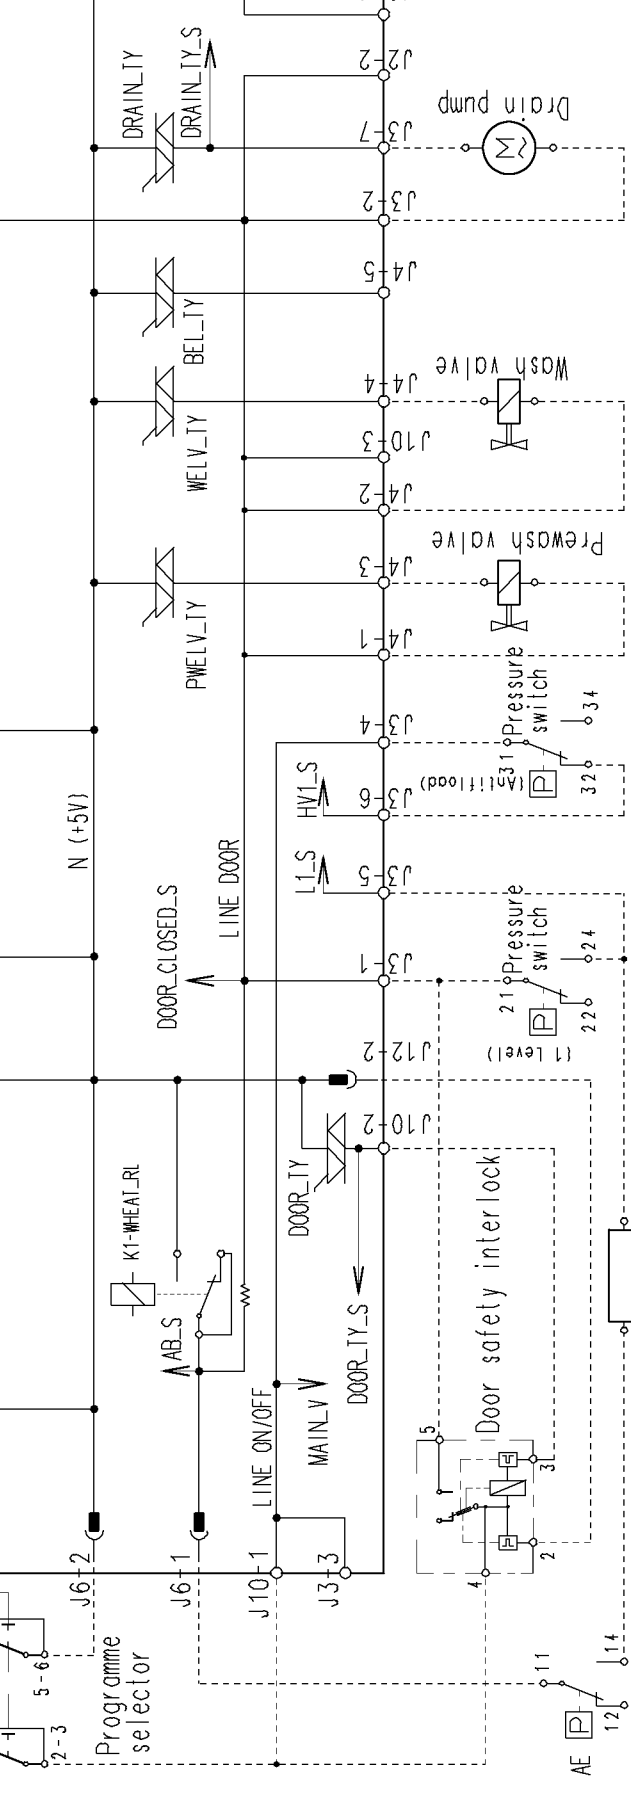 J2-2
DRAIN_TY
DRAIN_TY_S
J3-7
Drain pump
M
~
J3-2
J4-5
BEL_TY
J4-4
Wash valve
WELV_TY
J10-3
J4-2
J4-3
Prewash valve
PWELV_TY
J4-1
J3-4
Pressure
switch
31
34
32
P
(Antifload)
N (+5V)
HV1_S
J3-6
L1_S
J3-5
LINE DOOR
DOOR_CLOSED_S
J3-1
Pressure
switch
21
24
22
P
(1 Level)
J12-2
J10-2
DOOR_TY
K1-WHEAT_RL
AB_S
DOOR_TY_S
Door safety interlock
LINE ON/OFF
MAIN_V
5
3
2
4
J6-2
J6-1
J10-1
J3-3
5-6
2-3
Programme
selector
11
14
12
P
AE